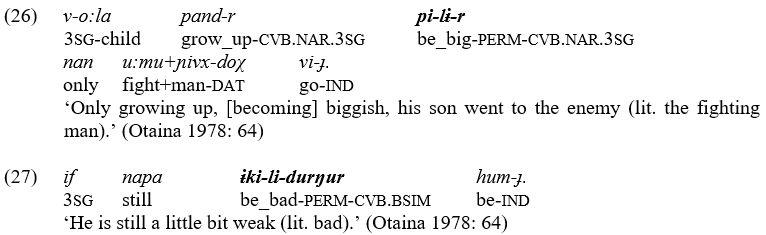 (26) v-o:la pand-r pi-lɨ-r
3SG-child grow_up-CVB.NAR.3SG be_big-PERM-CVB.NAR.3SG
nan u:mu+ɲivx-doχ vi-ɟ.
only fight+man-DAT go-IND
‘Only growing up, [becoming] biggish, his son went to the enemy (lit. the fighting
man).’ (Otaina 1978: 64)
(27) if napa ɨki-li-durŋur hum-ɟ.
3SG still be_bad-PERM-CVB.BSIM be-IND
‘He is still a little bit weak (lit. bad).’ (Otaina 1978: 64)